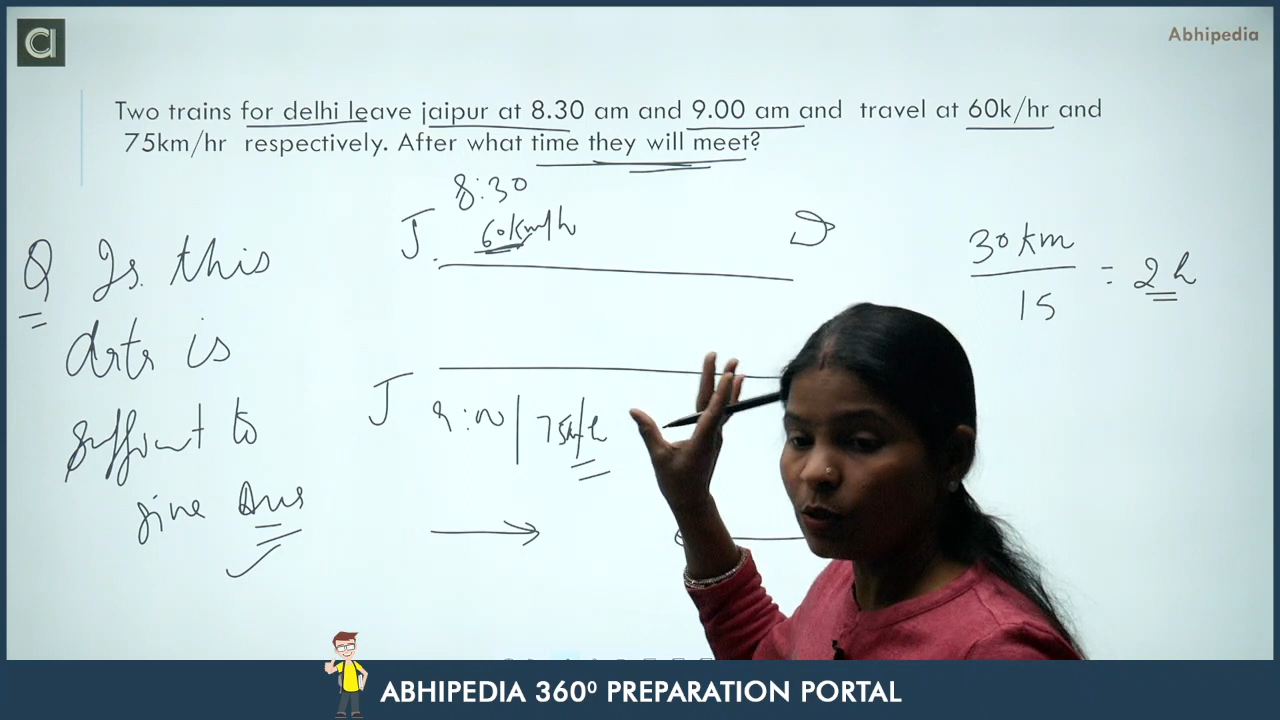 Abhipedia
Two trains for delhi leave jaipur at 8.30 am and 9.00 am and travel at 60k/hr and
75km/hr respectively. After what time they will meet?
8:30
J 60km/h
30 km
15
= 2 h
Q Is this
data is
sufficient to
give Ans
J 9:00 | 75k/h
ABHIPEDIA 360⁰ PREPARATION PORTAL